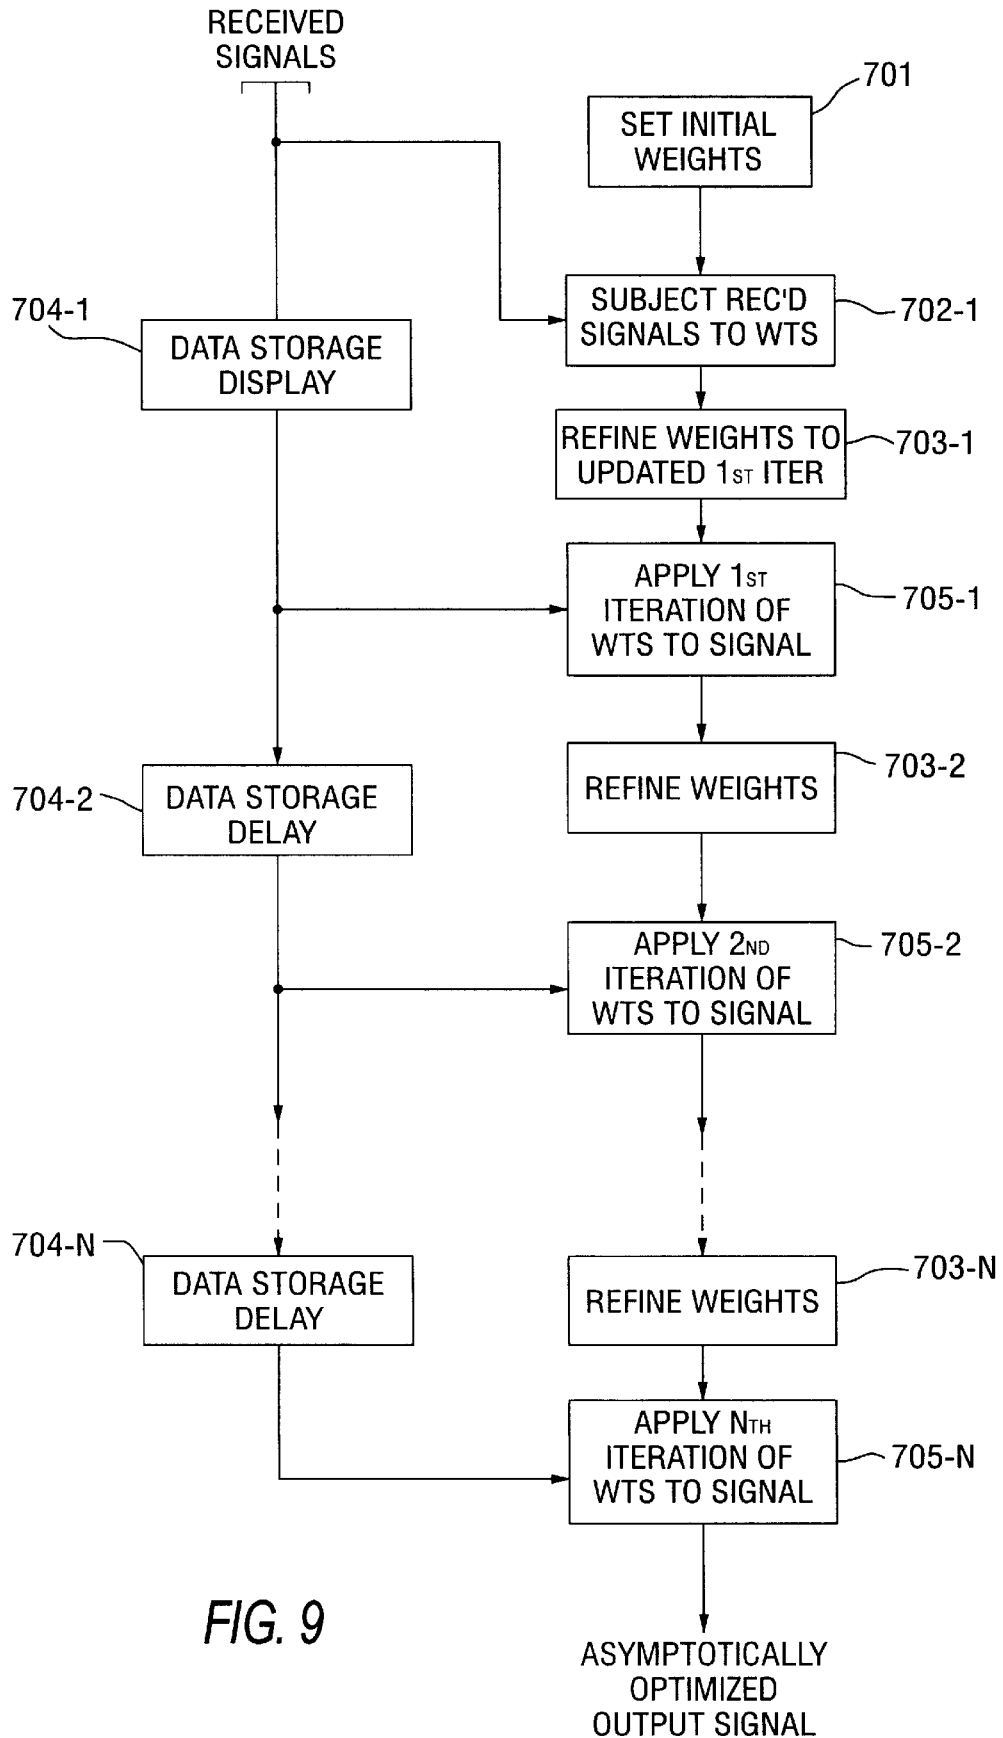 RECEIVED
SIGNALS
701
SET INITIAL
WEIGHTS
704-1
DATA STORAGE
DISPLAY
SUBJECT REC'D
SIGNALS TO WTS
702-1
REFINE WEIGHTS TO
UPDATED 1ST ITER
703-1
APPLY 1ST
ITERATION OF
WTS TO SIGNAL
705-1
704-2
DATA STORAGE
DELAY
REFINE WEIGHTS
703-2
APPLY 2ND
ITERATION OF
WTS TO SIGNAL
705-2
704-N
DATA STORAGE
DELAY
REFINE WEIGHTS
703-N
APPLY NTH
ITERATION OF
WTS TO SIGNAL
705-N
FIG. 9
ASYMPTOTICALLY
OPTIMIZED
OUTPUT SIGNAL